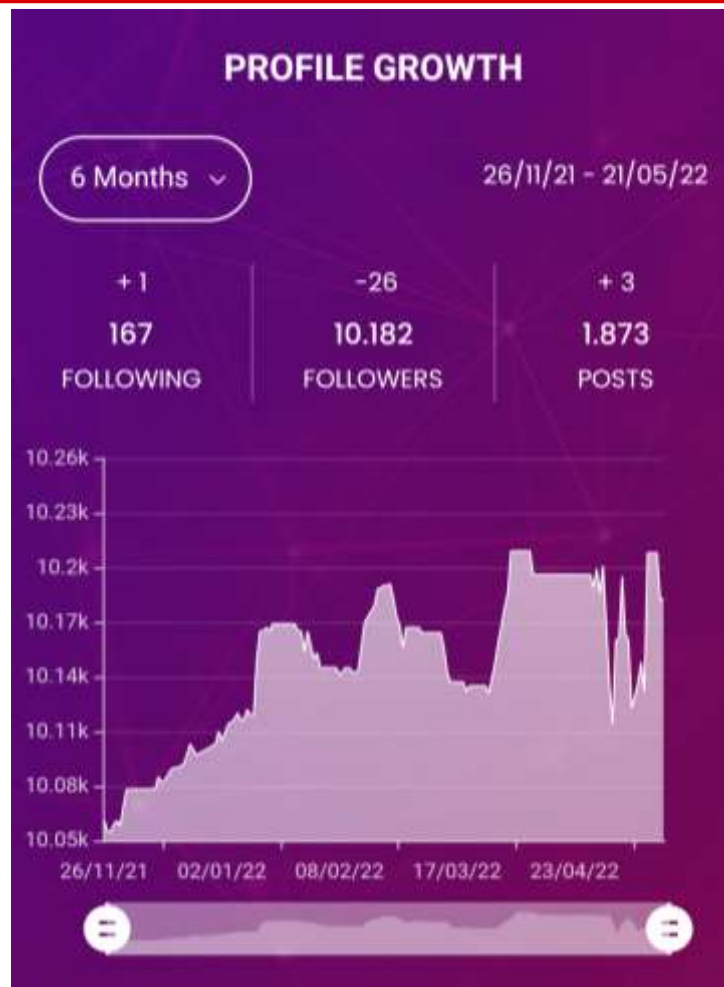 PROFILE GROWTH
6 Months
26/11/21 - 21/05/22
+ 1
-26
+ 3
167
10.182
1.873
FOLLOWING
FOLLOWERS
POSTS
10.26k
10.23k
10.2k
10.17k
10.14k
10.11k
10.08k
10.05k
26/11/21 02/01/22 08/02/22 17/03/22 23/04/22